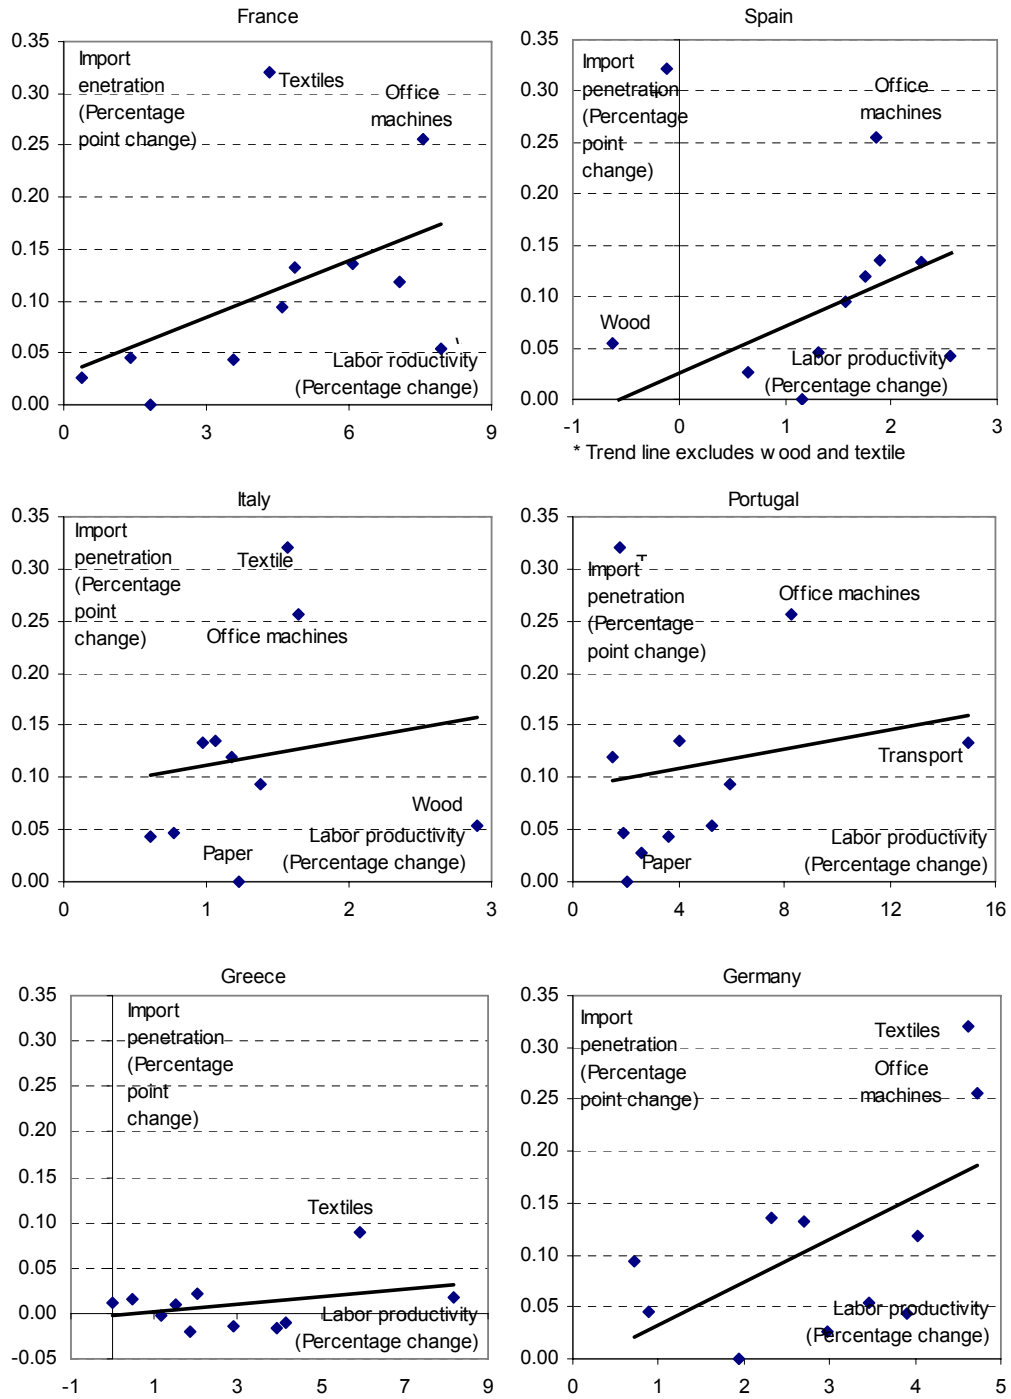 France
0.35
0.30
0.25
0.20
0.15
0.10
0.05
0.00
Import
enetration
(Percentage
point change)
Textiles
Office
machines
Labor roductivity
(Percentage change)
0 3 6 9
Spain
0.35
0.30
0.25
0.20
0.15
0.10
0.05
0.00
Import
penetration
(Percentage
point
change)
Office
machines
Wood
Labor productivity
(Percentage change)
-1 0 1 2 3
* Trend line excludes wood and textile
Italy
0.35
0.30
0.25
0.20
0.15
0.10
0.05
0.00
Import
penetration
(Percentage
point
change)
Textile
Office machines
Wood
Paper
Labor productivity
(Percentage change)
0 1 2 3
Portugal
0.35
0.30
0.25
0.20
0.15
0.10
0.05
0.00
Import
penetration
(Percentage
point change)
Office machines
Transport
Paper
Labor productivity
(Percentage change)
0 4 8 12 16
Greece
0.35
0.30
0.25
0.20
0.15
0.10
0.05
0.00
-0.05
Import
penetration
(Percentage
point
change)
Textiles
Labor productivity
(Percentage change)
-1 1 3 5 7 9
Germany
0.35
0.30
0.25
0.20
0.15
0.10
0.05
0.00
Import
penetration
(Percentage
point change)
Textiles
Office
machines
Labor productivity
(Percentage change)
0 1 2 3 4 5